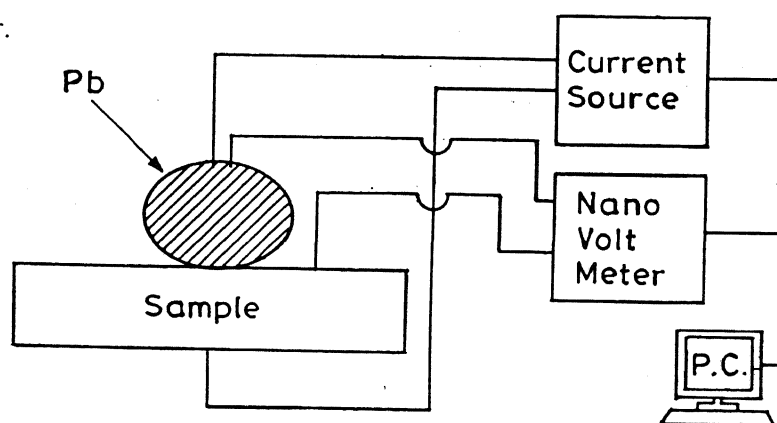 r.
Pb
Current
Source
Nano
Volt
Meter
Sample
P.C.